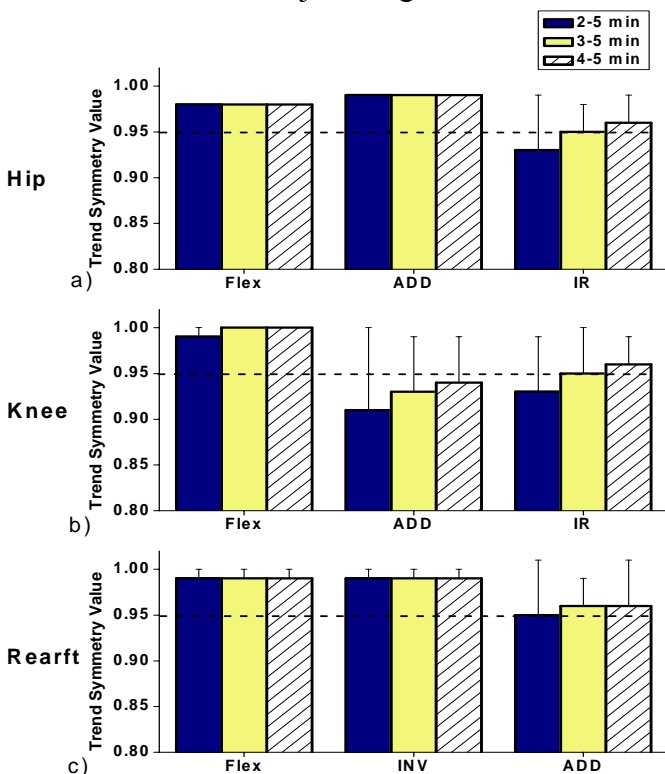 2-5 min
3-5 min
4-5 min
Hip
Trend Symmetry Value
1.00
0.95
0.90
0.85
0.80
a)
Flex ADD IR
Knee
Trend Symmetry Value
1.00
0.95
0.90
0.85
0.80
b)
Flex ADD IR
Rearft
Trend Symmetry Value
1.00
0.95
0.90
0.85
0.80
c)
Flex INV ADD